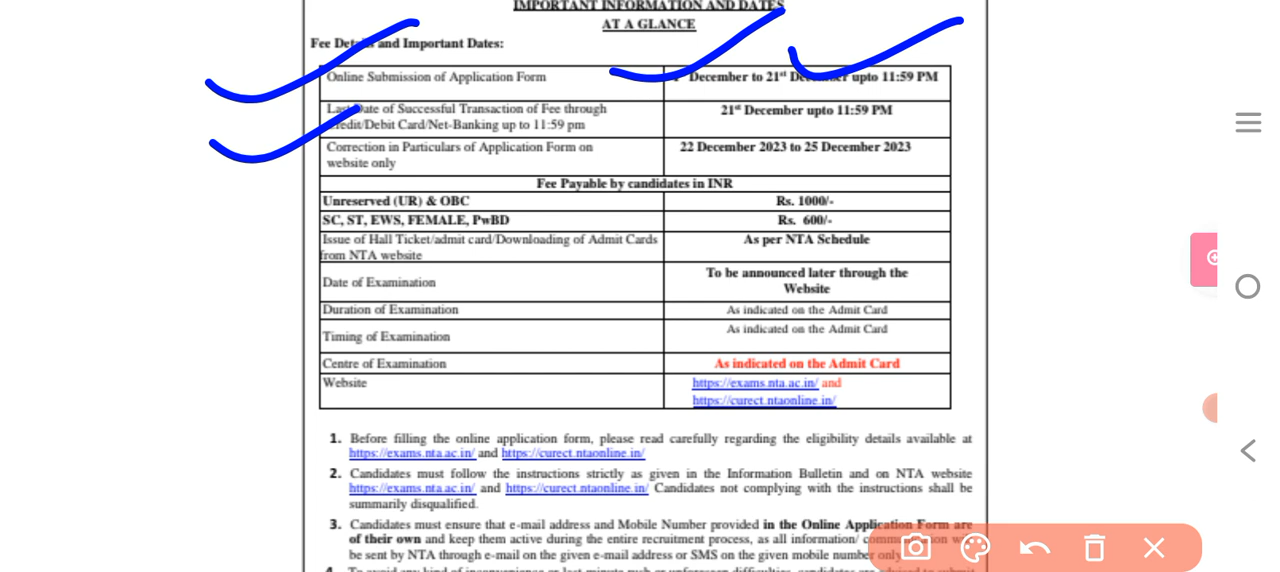 IMPORTANT INFORMATION AND DATES
AT A GLANCE
Fee Details and Important Dates:
Online Submission of Application Form
December to 21st December upto 11:59 PM
Last Date of Successful Transaction of Fee through
Credit/Debit Card/Net-Banking up to 11:59 pm
21st December upto 11:59 PM
Correction in Particulars of Application Form on
website only
22 December 2023 to 25 December 2023
Fee Payable by candidates in INR
Unreserved (UR) & OBC
Rs. 1000/-
SC, ST, EWS, FEMALE, PwBD
Rs. 600/-
Issue of Hall Ticket/admit card/Downloading of Admit Cards
from NTA website
As per NTA Schedule
Date of Examination
To be announced later through the
Website
Duration of Examination
As indicated on the Admit Card
Timing of Examination
As indicated on the Admit Card
Centre of Examination
As indicated on the Admit Card
Website
https://exams.nta.ac.in/ and
https://curect.ntaonline.in/
1. Before filling the online application form, please read carefully regarding the eligibility details available at
https://exams.nta.ac.in/ and https://curect.ntaonline.in/
2. Candidates must follow the instructions strictly as given in the Information Bulletin and on NTA website
https://exams.nta.ac.in/ and https://curect.ntaonline.in/ Candidates not complying with the instructions shall be
summarily disqualified.
3. Candidates must ensure that e-mail address and Mobile Number provided in the Online Application Form are
of their own and keep them active during the entire recruitment process, as all information/
be sent by NTA through e-mail on the given e-mail address or SMS on the given mobile number only